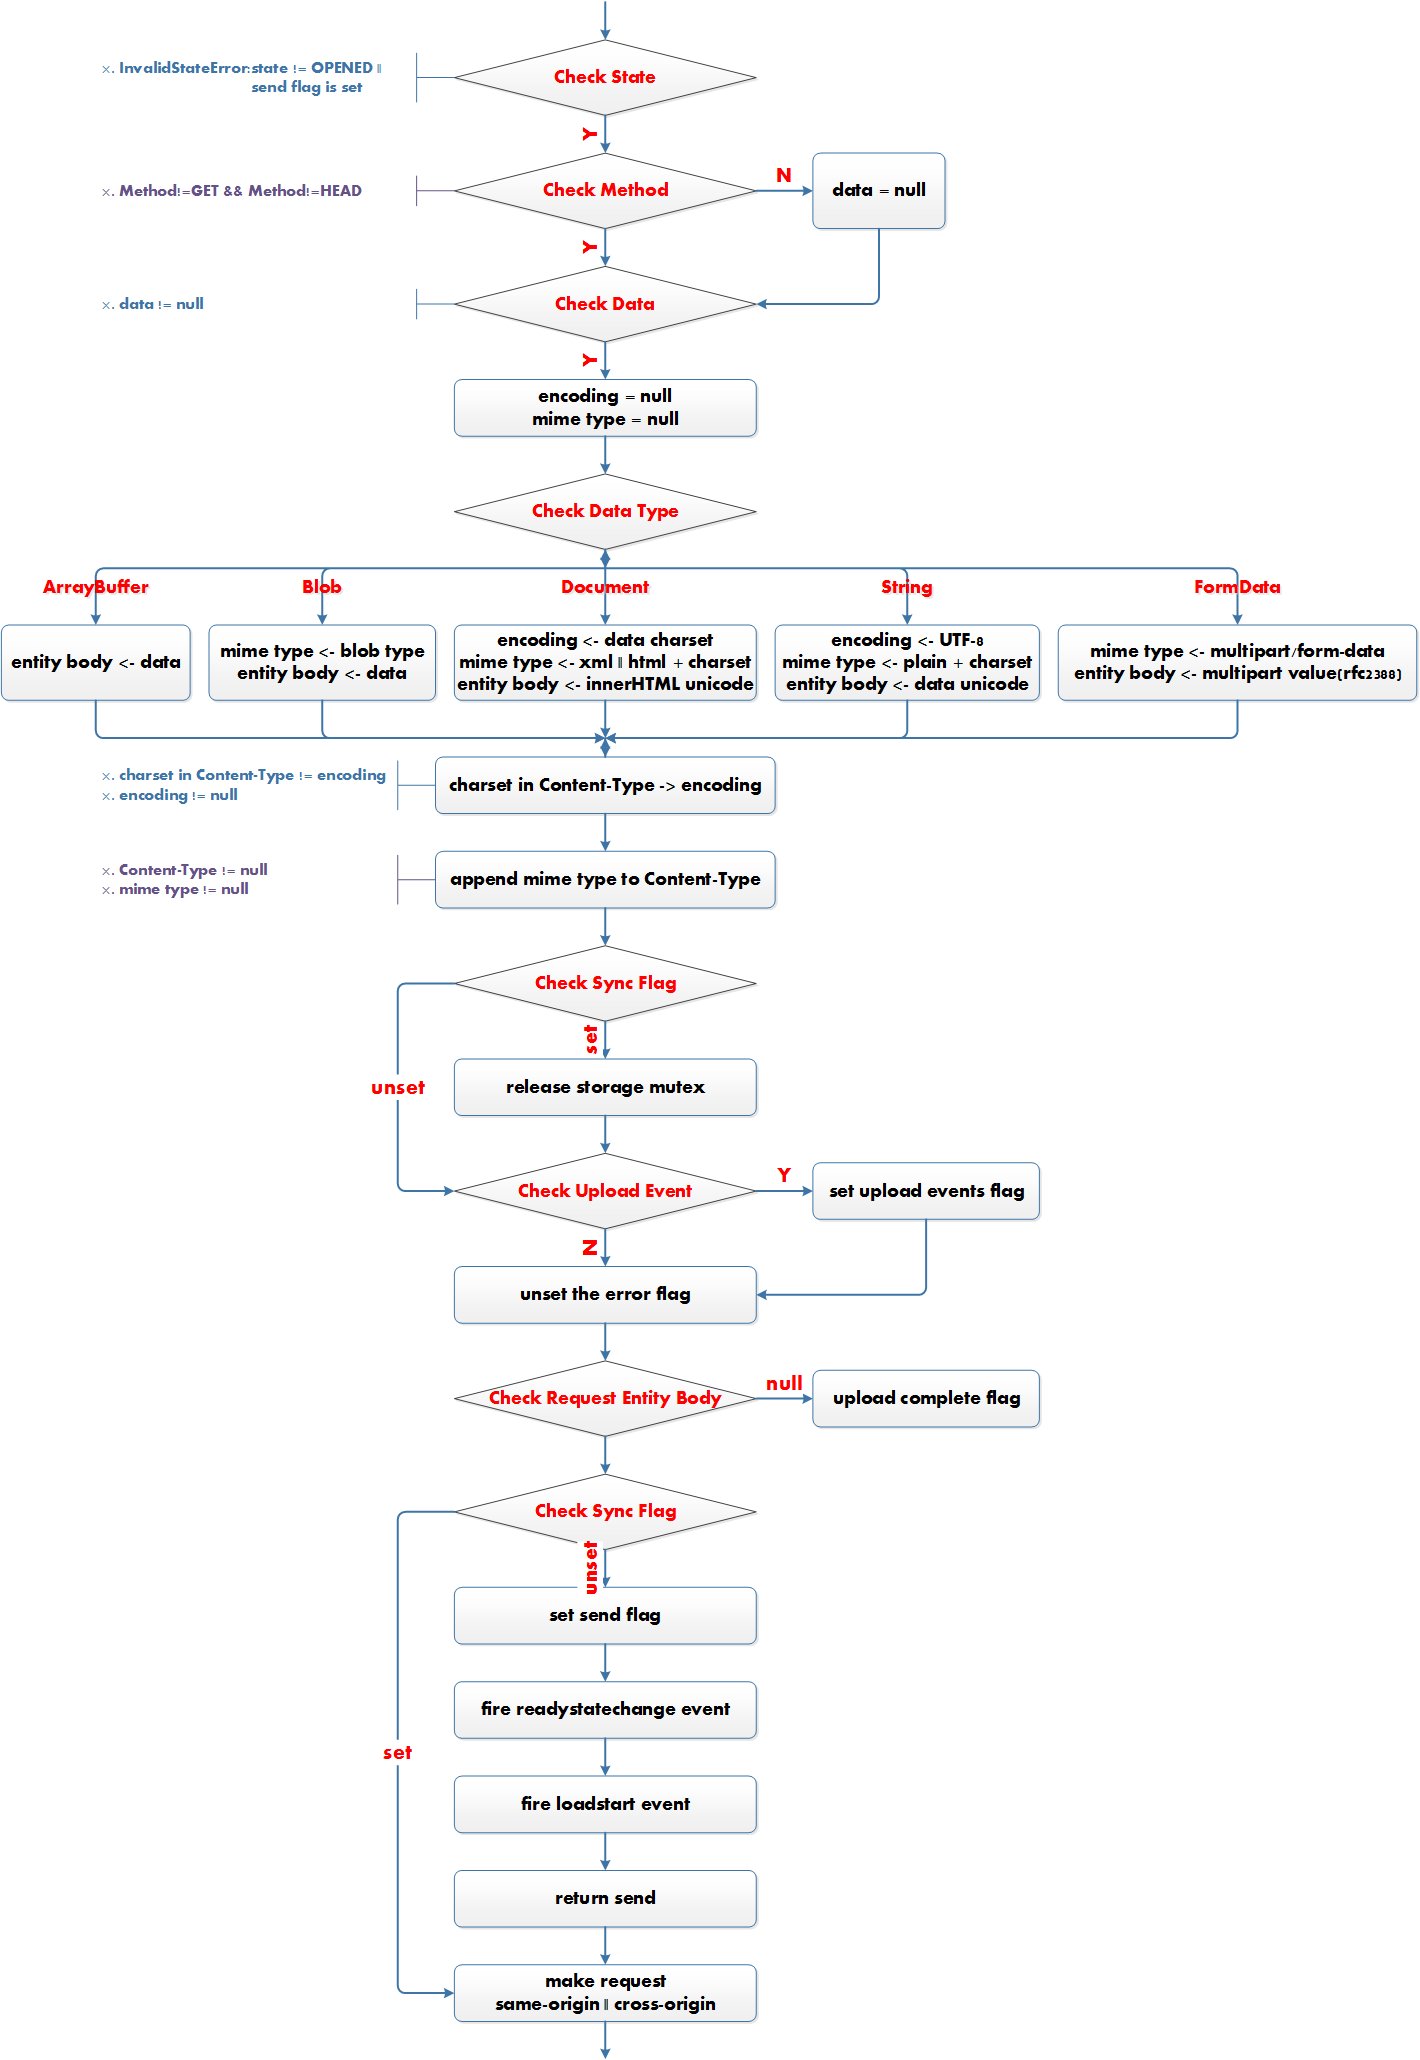 ×. InvalidStateError:state != OPENED ||
send flag is set
Check State
Y
×. Method!=GET && Method!=HEAD
Check Method
N
data = null
Y
×. data != null
Check Data
Y
encoding = null
mime type = null
Check Data Type
ArrayBuffer
Blob
Document
String
FormData
entity body <- data
mime type <- blob type
entity body <- data
encoding <- data charset
mime type <- xml || html + charset
entity body <- innerHTML unicode
encoding <- UTF-8
mime type <- plain + charset
entity body <- data unicode
mime type <- multipart/form-data
entity body <- multipart value(rfc2388)
×. charset in Content-Type != encoding
×. encoding != null
charset in Content-Type -> encoding
×. Content-Type != null
×. mime type != null
append mime type to Content-Type
Check Sync Flag
set
unset
release storage mutex
Check Upload Event
Y
set upload events flag
N
unset the error flag
Check Request Entity Body
null
upload complete flag
Check Sync Flag
unset
set send flag
fire readystatechange event
set
fire loadstart event
return send
make request
same-origin || cross-origin